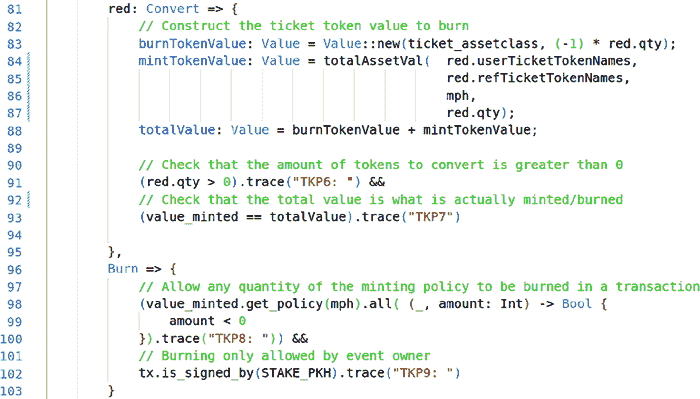 81 red: Convert => {
82 // Construct the ticket token value to burn
83 burnTokenValue: Value = Value::new(ticket_assetclass, (-1) * red.qty);
84 mintTokenValue: Value = totalAssetVal( red.userTicketTokenNames,
85 red.refTicketTokenNames,
86 mph,
87 red.qty);
88 totalValue: Value = burnTokenValue + mintTokenValue;
89
90 // Check that the amount of tokens to convert is greater than 0
91 (red.qty > 0).trace("TKP6: ") &&
92 // Check that the total value is what is actually minted/burned
93 (value_minted == totalValue).trace("TKP7")
94
95 },
96 Burn => {
97 // Allow any quantity of the minting policy to be burned in a transaction
98 (value_minted.get_policy(mph).all( (_, amount: Int) -> Bool {
99 amount < 0
100 }).trace("TKP8: ")) &&
101 // Burning only allowed by event owner
102 tx.is_signed_by(STAKE_PKH).trace("TKP9: ")
103 }